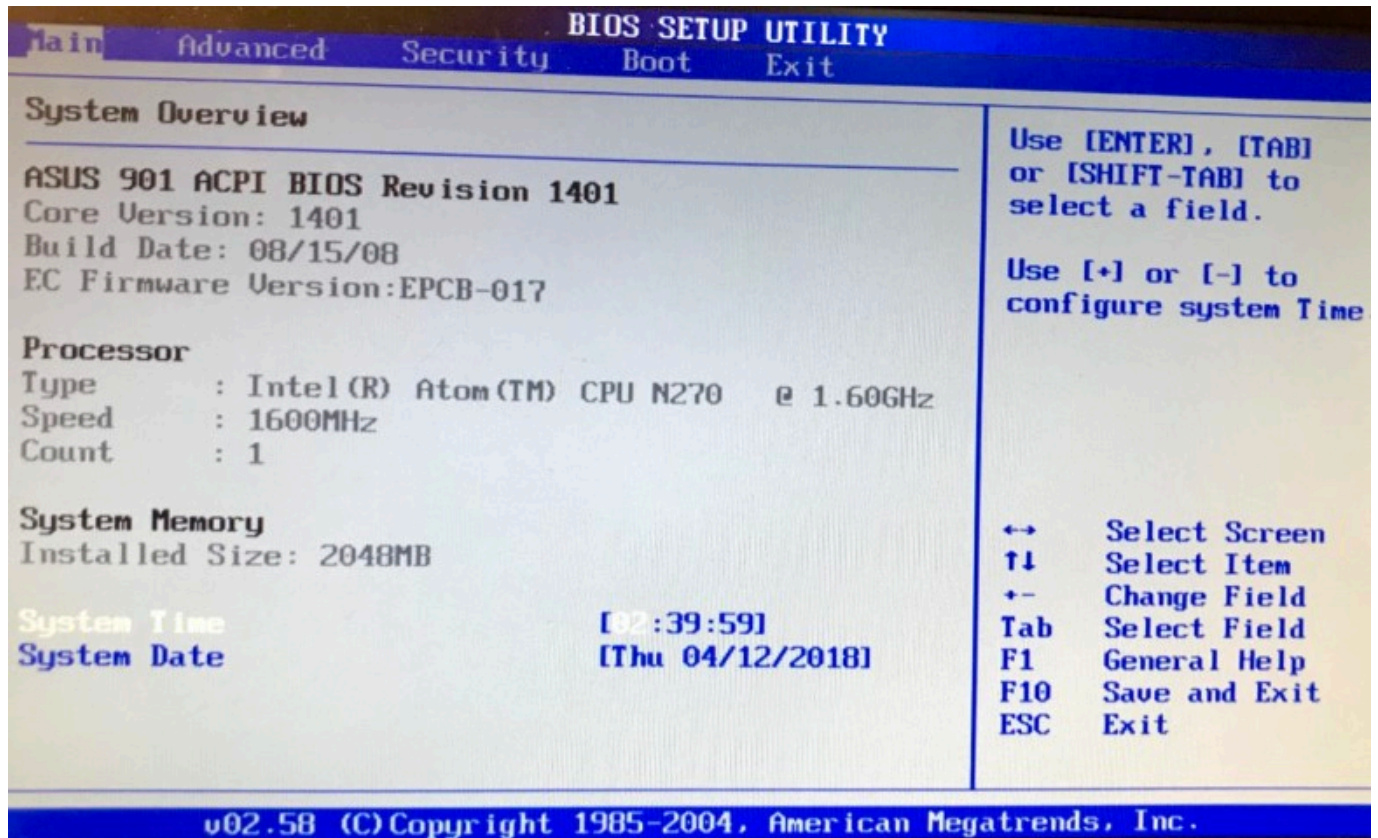 BIOS SETUP UTILITY
Main Advanced Security Boot Exit
System Overview
ASUS 901 ACPI BIOS Revision 1401
Core Version: 1401
Build Date: 08/15/08
EC Firmware Version:EPCB-017
Processor
Type : Intel(R) Atom(TM) CPU N270 @ 1.60GHz
Speed : 1600MHz
Count : 1
System Memory
Installed Size: 2048MB
System Time [02:39:59]
System Date [Thu 04/12/2018]
Use [ENTER], [TAB]
or [SHIFT-TAB] to
select a field.
Use [+] or [-] to
configure system Time
↔ Select Screen
↑↓ Select Item
+- Change Field
Tab Select Field
F1 General Help
F10 Save and Exit
ESC Exit
v02.58 (C)Copyright 1985-2004, American Megatrends, Inc.